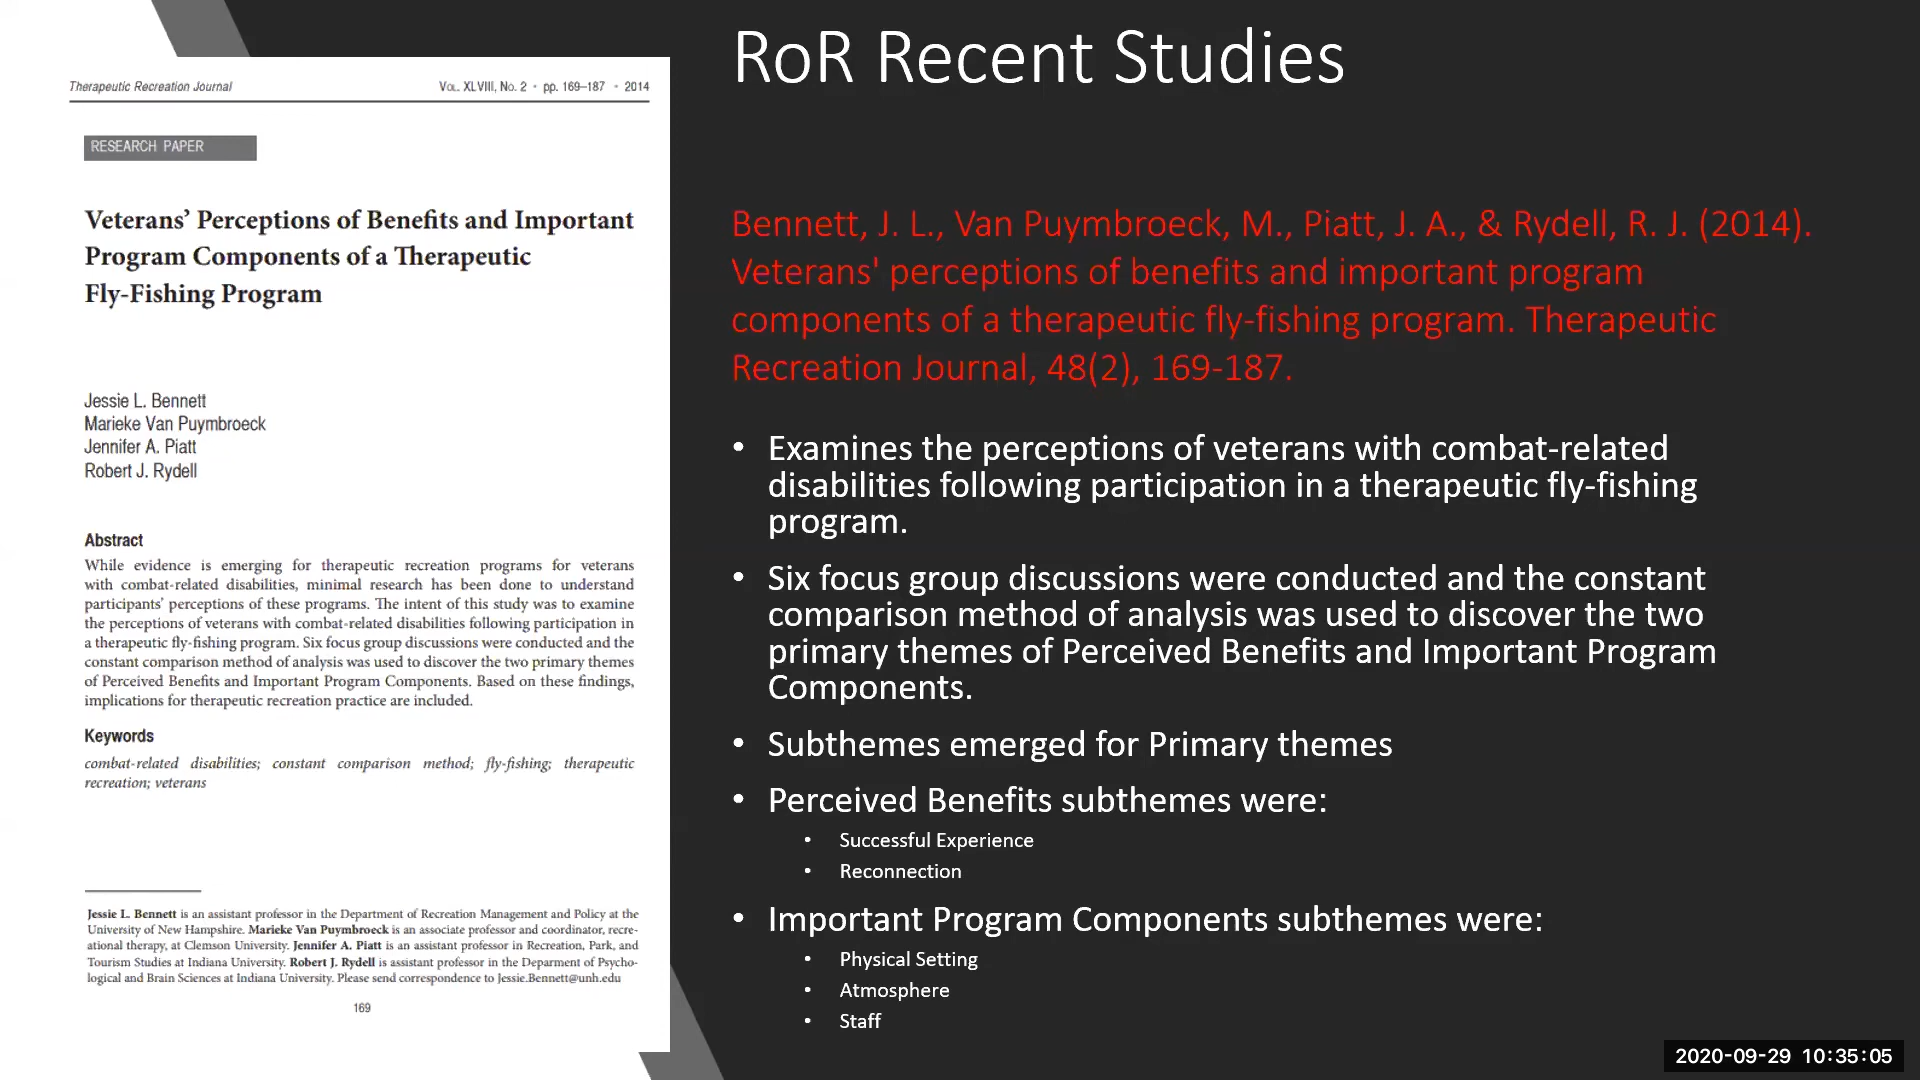 Therapeutic Recreation Journal VOL. XLVIII, NO. 2 • pp. 169–187 • 2014
RESEARCH PAPER
Veterans’ Perceptions of Benefits and Important
Program Components of a Therapeutic
Fly-Fishing Program
Jessie L. Bennett
Marieke Van Puymbroeck
Jennifer A. Piatt
Robert J. Rydell
Abstract
While evidence is emerging for therapeutic recreation programs for veterans
with combat-related disabilities, minimal research has been done to understand
participants’ perceptions of these programs. The intent of this study was to examine
the perceptions of veterans with combat-related disabilities following participation in
a therapeutic fly-fishing program. Six focus group discussions were conducted and the
constant comparison method of analysis was used to discover the two primary themes
of Perceived Benefits and Important Program Components. Based on these findings,
implications for therapeutic recreation practice are included.
Keywords
combat-related disabilities; constant comparison method; fly-fishing; therapeutic
recreation; veterans
Jessie L. Bennett is an assistant professor in the Department of Recreation Management and Policy at the
University of New Hampshire. Marieke Van Puymbroeck is an associate professor and coordinator, recre-
ational therapy, at Clemson University. Jennifer A. Piatt is an assistant professor in Recreation, Park, and
Tourism Studies at Indiana University. Robert J. Rydell is assistant professor in the Deparment of Psycho-
logical and Brain Sciences at Indiana University. Please send correspondence to Jessie.Bennett@unh.edu
169
RoR Recent Studies
Bennett, J. L., Van Puymbroeck, M., Piatt, J. A., & Rydell, R. J. (2014).
Veterans' perceptions of benefits and important program
components of a therapeutic fly-fishing program. Therapeutic
Recreation Journal, 48(2), 169-187.
• Examines the perceptions of veterans with combat-related
disabilities following participation in a therapeutic fly-fishing
program.
• Six focus group discussions were conducted and the constant
comparison method of analysis was used to discover the two
primary themes of Perceived Benefits and Important Program
Components.
• Subthemes emerged for Primary themes
• Perceived Benefits subthemes were:
• Successful Experience
• Reconnection
• Important Program Components subthemes were:
• Physical Setting
• Atmosphere
• Staff
2020-09-29 10:35:05